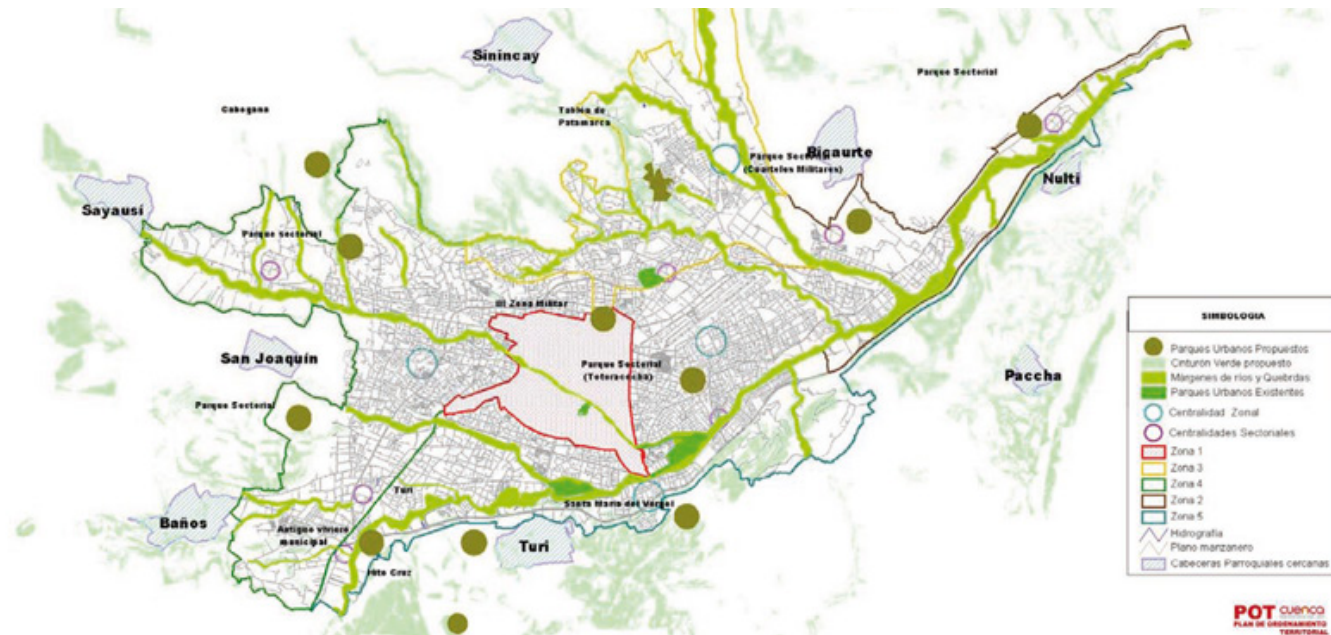 Sinincay
Parque Sectorial
Cabogana
Tablón de
Patamarca
Parque Sectorial
(Cuarteles Militares)
Ricaurte
Nulti
Sayausí
Parque Sectorial
III Zona Militar
San Joaquín
Parque Sectorial
(Totoracocha)
Paccha
Parque Sectorial
Turi
Santa María del Vergel
Baños
Antiguo vivero
municipal
Turi
Hito Cruz
SIMBOLOGIA
Parques Urbanos Propuestos
Cinturón Verde propuesto
Márgenes de ríos y Quebrdas
Parques Urbanos Existentes
Centralidad Zonal
Centralidades Sectoriales
Zona 1
Zona 3
Zona 4
Zona 2
Zona 5
Hidrografía
Plano manzanero
Cabeceras Parroquiales cercanas
POT cuenca
PLAN DE ORDENAMIENTO
TERRITORIAL